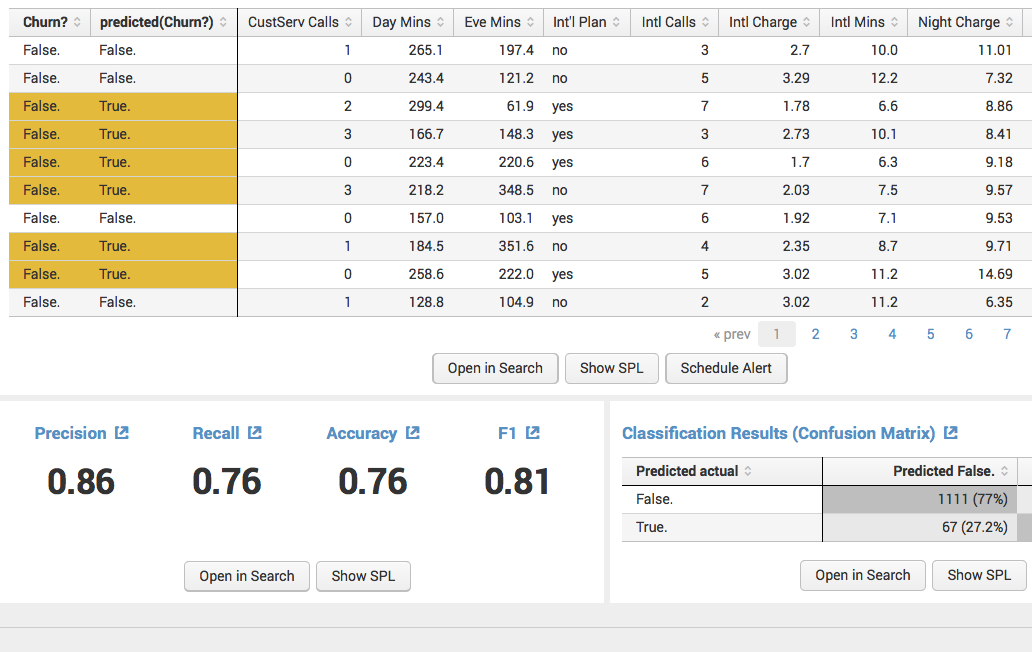 Churn? predicted(Churn?) CustServ Calls Day Mins Eve Mins Int'l Plan Intl Calls Intl Charge Intl Mins Night Charge
False. False. 1 265.1 197.4 no 3 2.7 10.0 11.01
False. False. 0 243.4 121.2 no 5 3.29 12.2 7.32
False. True. 2 299.4 61.9 yes 7 1.78 6.6 8.86
False. True. 3 166.7 148.3 yes 3 2.73 10.1 8.41
False. True. 0 223.4 220.6 yes 6 1.7 6.3 9.18
False. True. 3 218.2 348.5 no 7 2.03 7.5 9.57
False. False. 0 157.0 103.1 yes 6 1.92 7.1 9.53
False. True. 1 184.5 351.6 no 4 2.35 8.7 9.71
False. True. 0 258.6 222.0 yes 5 3.02 11.2 14.69
False. False. 1 128.8 104.9 no 2 3.02 11.2 6.35
« prev 1 2 3 4 5 6 7
Open in Search Show SPL Schedule Alert
Precision Recall Accuracy F1
0.86 0.76 0.76 0.81
Open in Search Show SPL
Classification Results (Confusion Matrix)
Predicted actual Predicted False.
False. 1111 (77%)
True. 67 (27.2%)
Open in Search Show SPL